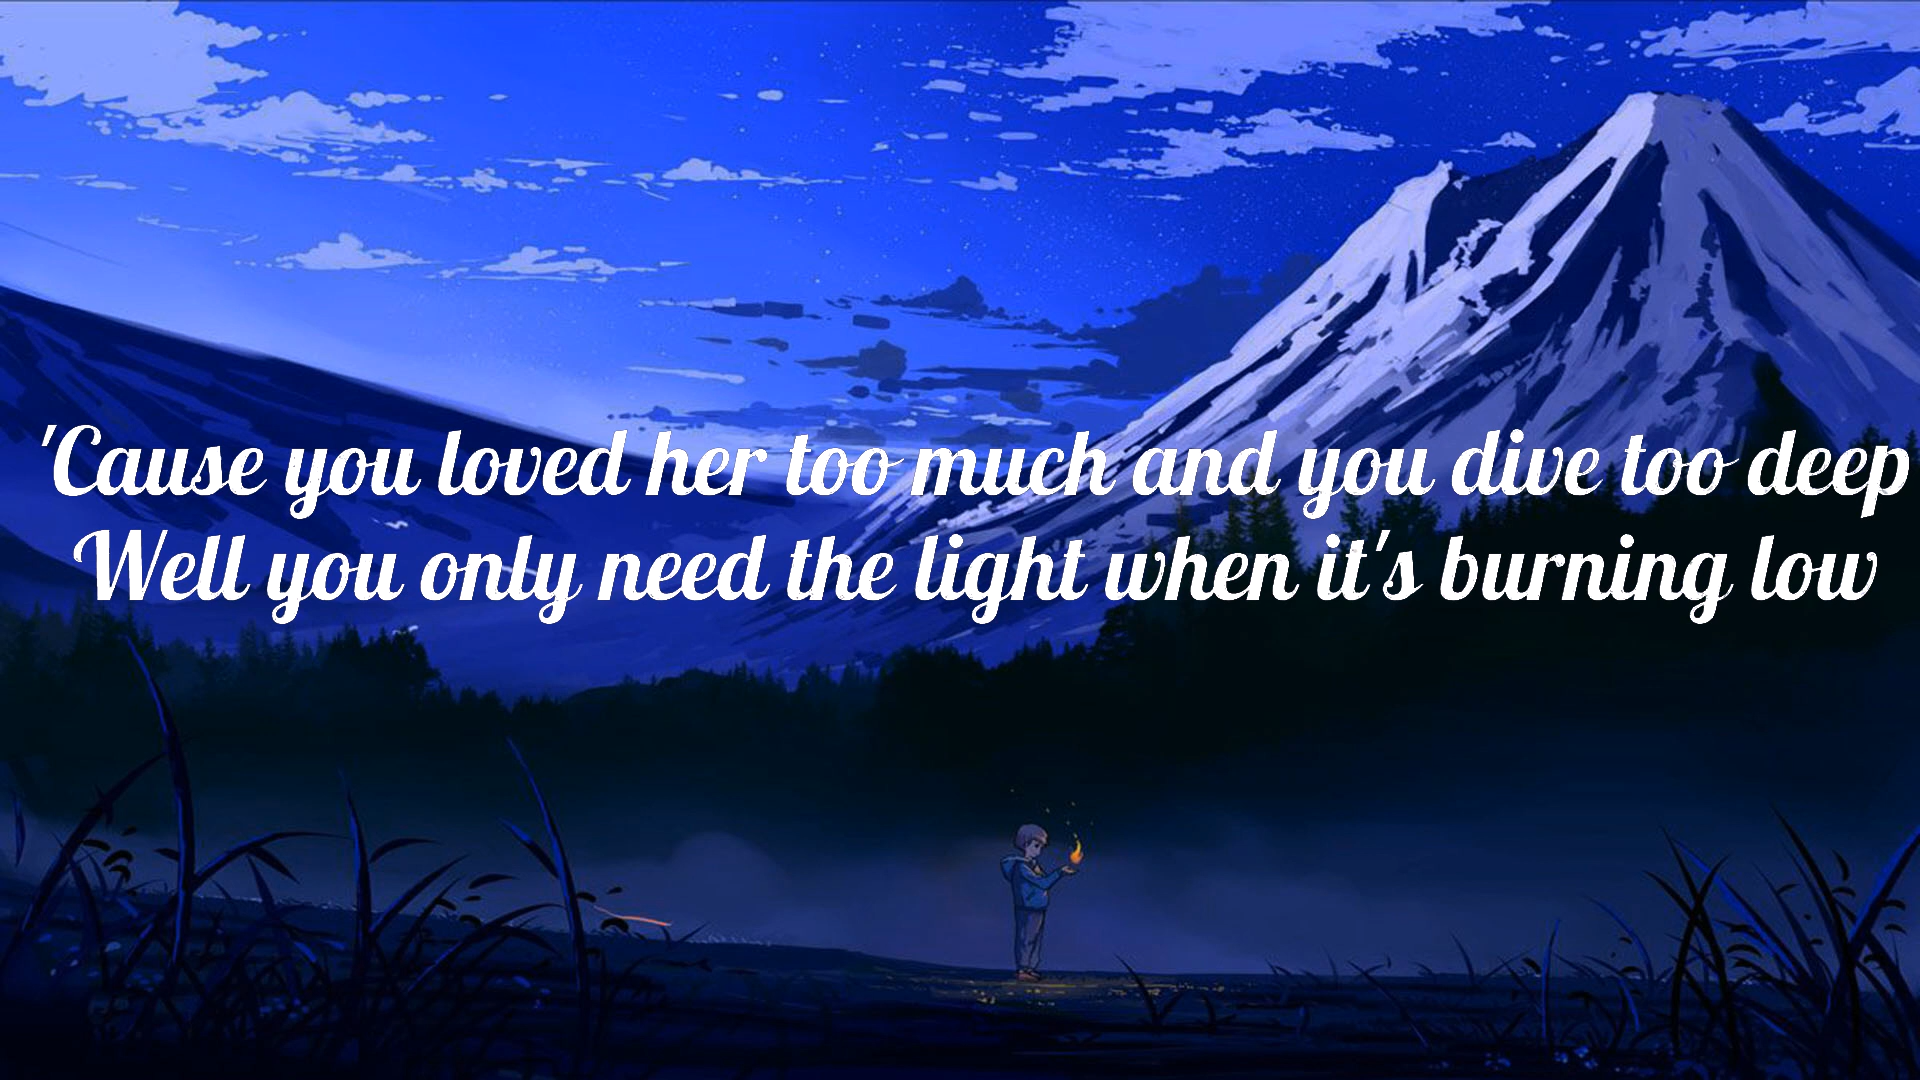 'Cause you loved her too much and you dive too deep
Well you only need the light when it's burning low